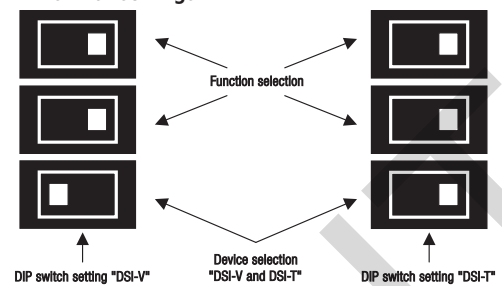 Function selection
Device selection
"DSI-V and DSI-T"
DIP switch setting "DSI-V"
DIP switch setting "DSI-T"